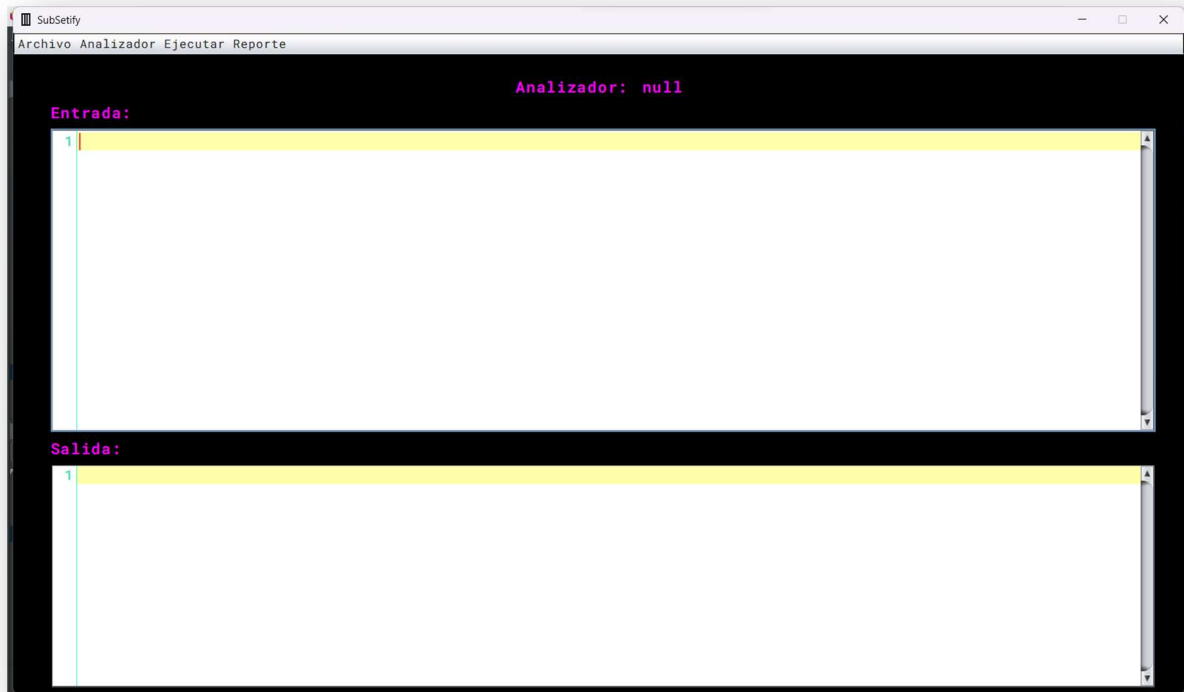 SubSetify
Archivo Analizador Ejecutar Reporte
Analizador: null
Entrada:
1
Salida:
1